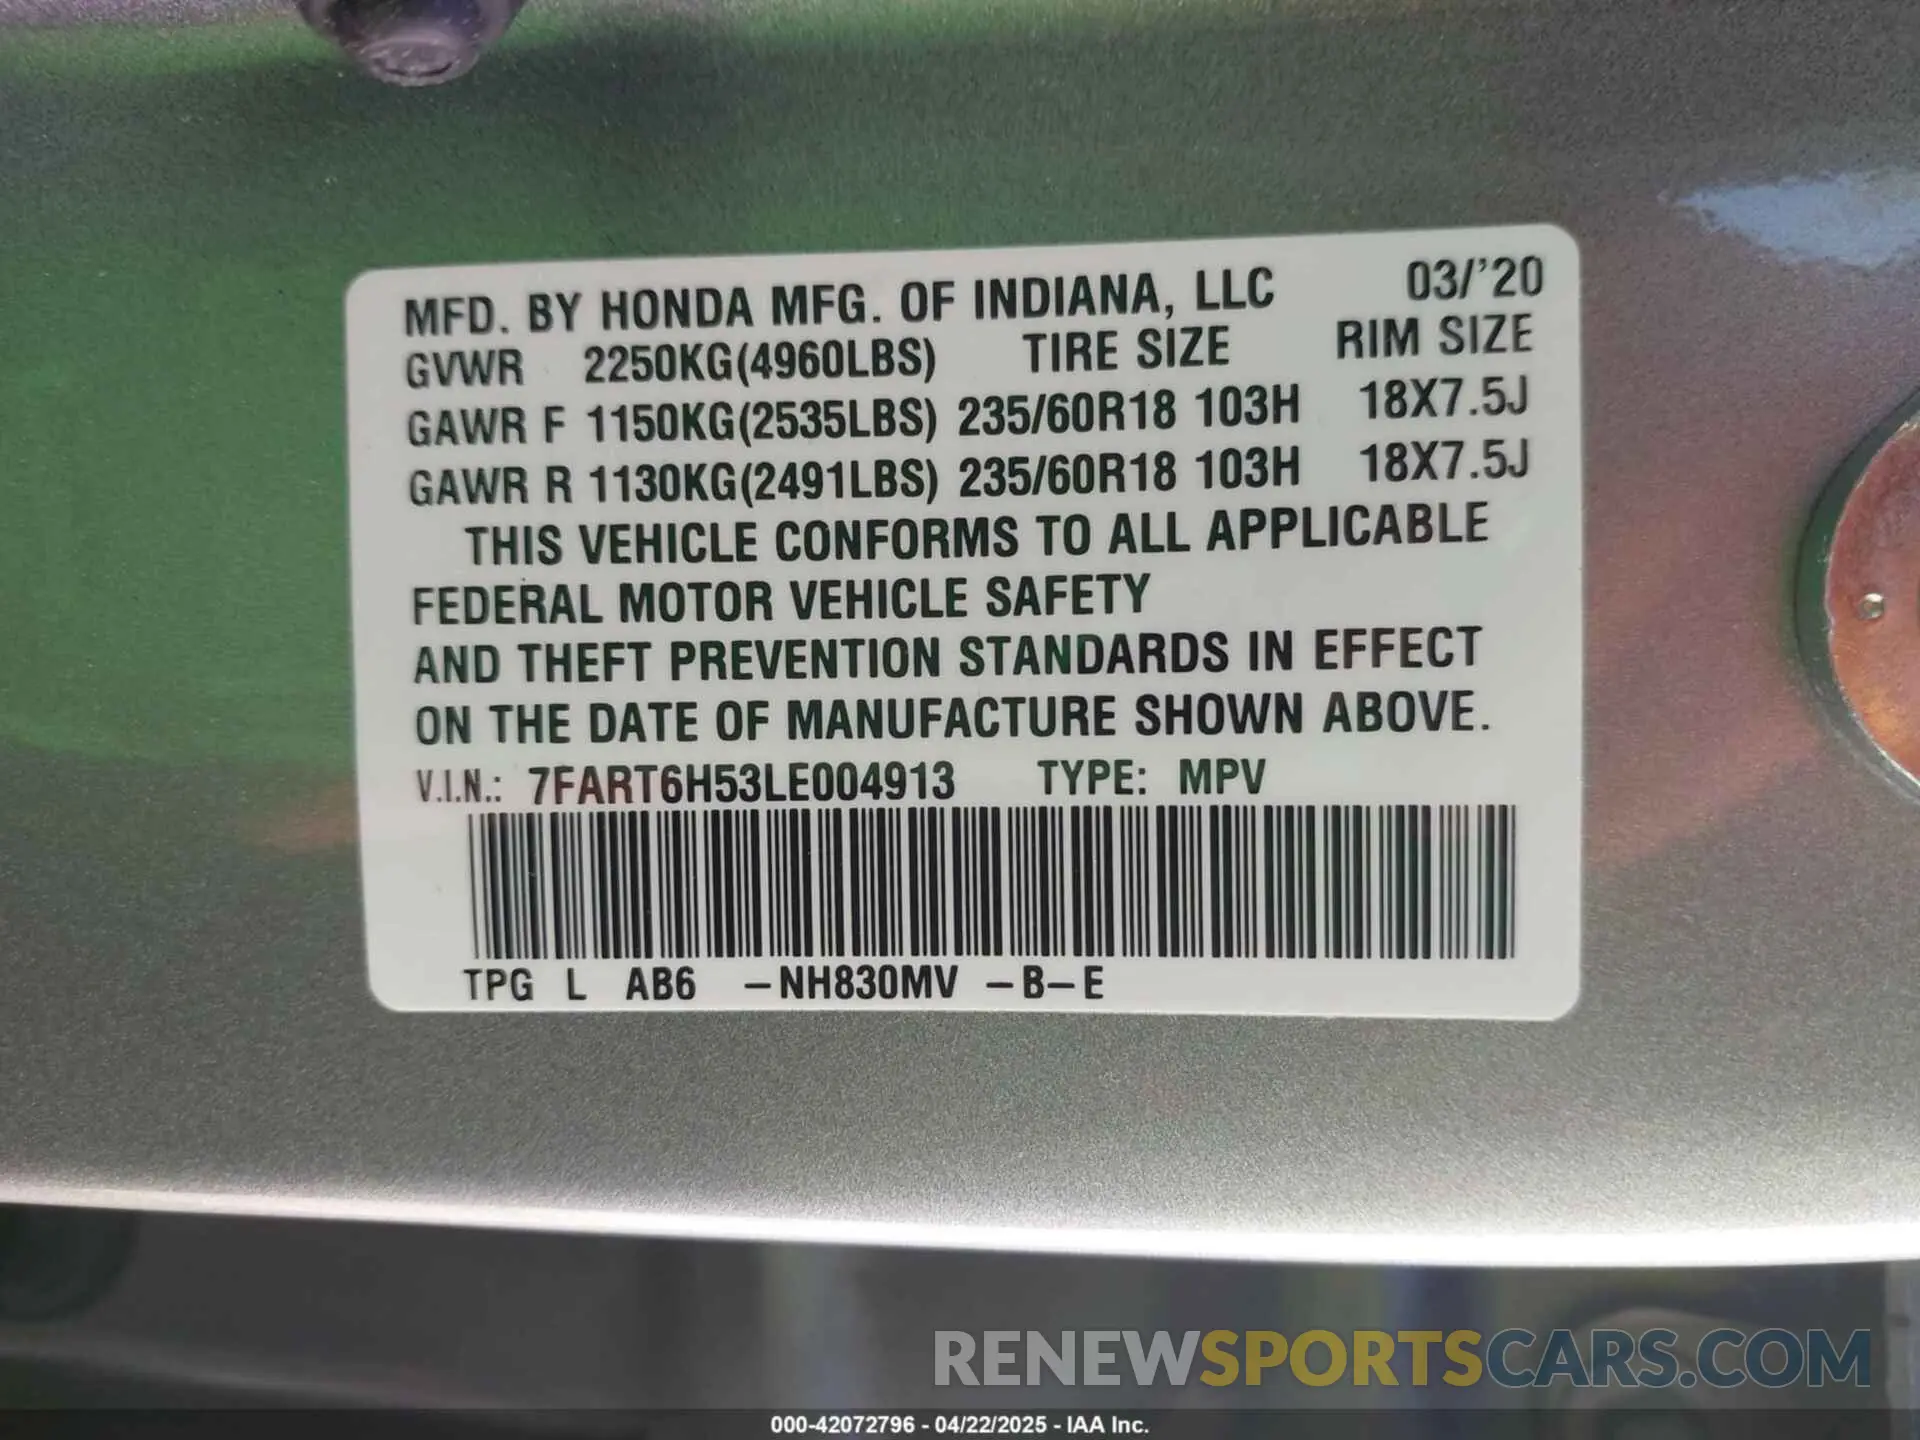 MFD. BY HONDA MFG. OF INDIANA, LLC 03/'20
GVWR 2250KG(4960LBS) TIRE SIZE RIM SIZE
GAWR F 1150KG(2535LBS) 235/60R18 103H 18X7.5J
GAWR R 1130KG(2491LBS) 235/60R18 103H 18X7.5J
THIS VEHICLE CONFORMS TO ALL APPLICABLE
FEDERAL MOTOR VEHICLE SAFETY
AND THEFT PREVENTION STANDARDS IN EFFECT
ON THE DATE OF MANUFACTURE SHOWN ABOVE.
V.I.N.: 7FART6H53LE004913 TYPE: MPV
TPG L AB6 -NH830MV -B-E
RENEWSPORTSCARS.COM
000-42072796 - 04/22/2025 - IAA Inc.